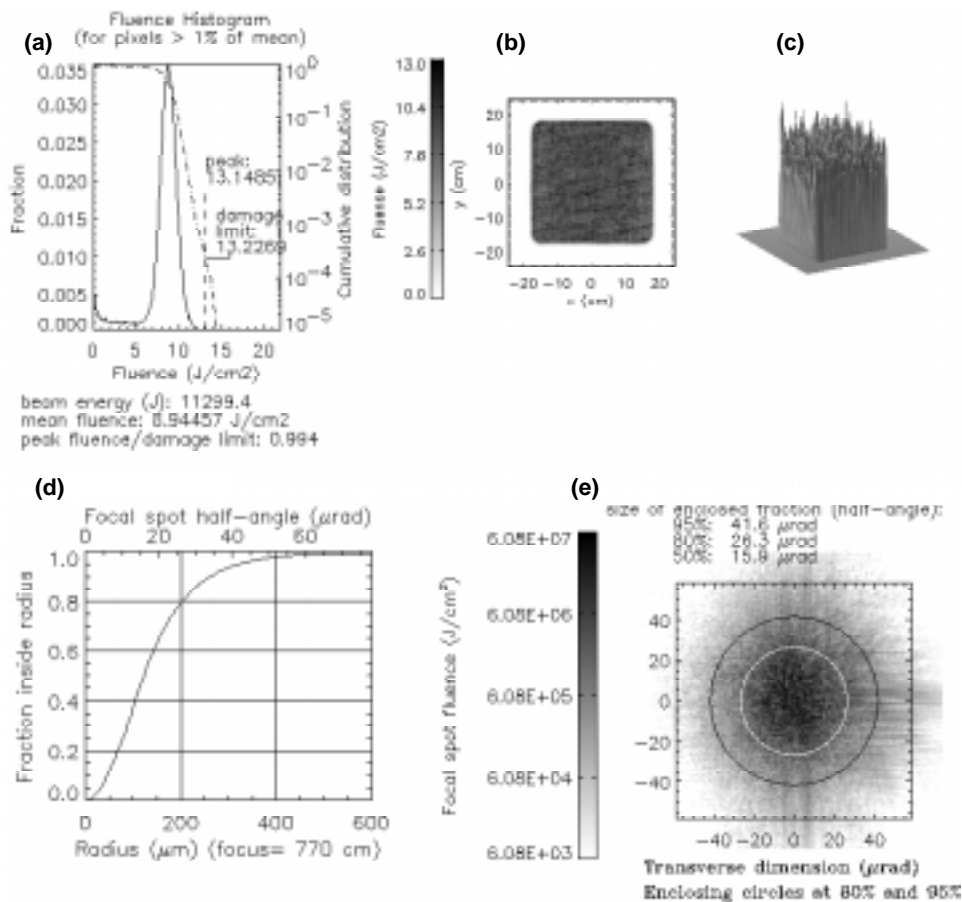 Fluence Histogram
(for pixels > 1% of mean)
(a)
(b)
(c)
0.035
0.030
0.025
0.020
0.015
0.010
0.005
0.000
Fraction
10^0
10^-1
10^-2
10^-3
10^-4
10^-5
Cumulative distribution
peak:
13.1485
damage
limit:
13.2269
0 5 10 15 20
Fluence (J/cm2)
beam energy (J): 11299.4
mean fluence: 8.94457 J/cm2
peak fluence/damage limit: 0.994
13.0
10.4
7.8
5.2
2.6
0.0
Fluence (J/cm2)
20
10
0
-10
-20
y (cm)
-20 -10 0 10 20
x (cm)
(d)
Focal spot half-angle (μrad)
0 20 40 60
1.0
0.8
0.6
0.4
0.2
0.0
Fraction inside radius
0 200 400 600
Radius (μm) (focus= 770 cm)
(e)
size of enclosed fraction (half-angle):
95%: 41.6 μrad
80%: 26.3 μrad
50%: 15.9 μrad
6.08E+07
6.08E+06
6.08E+05
6.08E+04
6.08E+03
Focal spot fluence (J/cm²)
40
20
0
-20
-40
-40 -20 0 20 40
Transverse dimension (μrad)
Enclosing circles at 80% and 95%